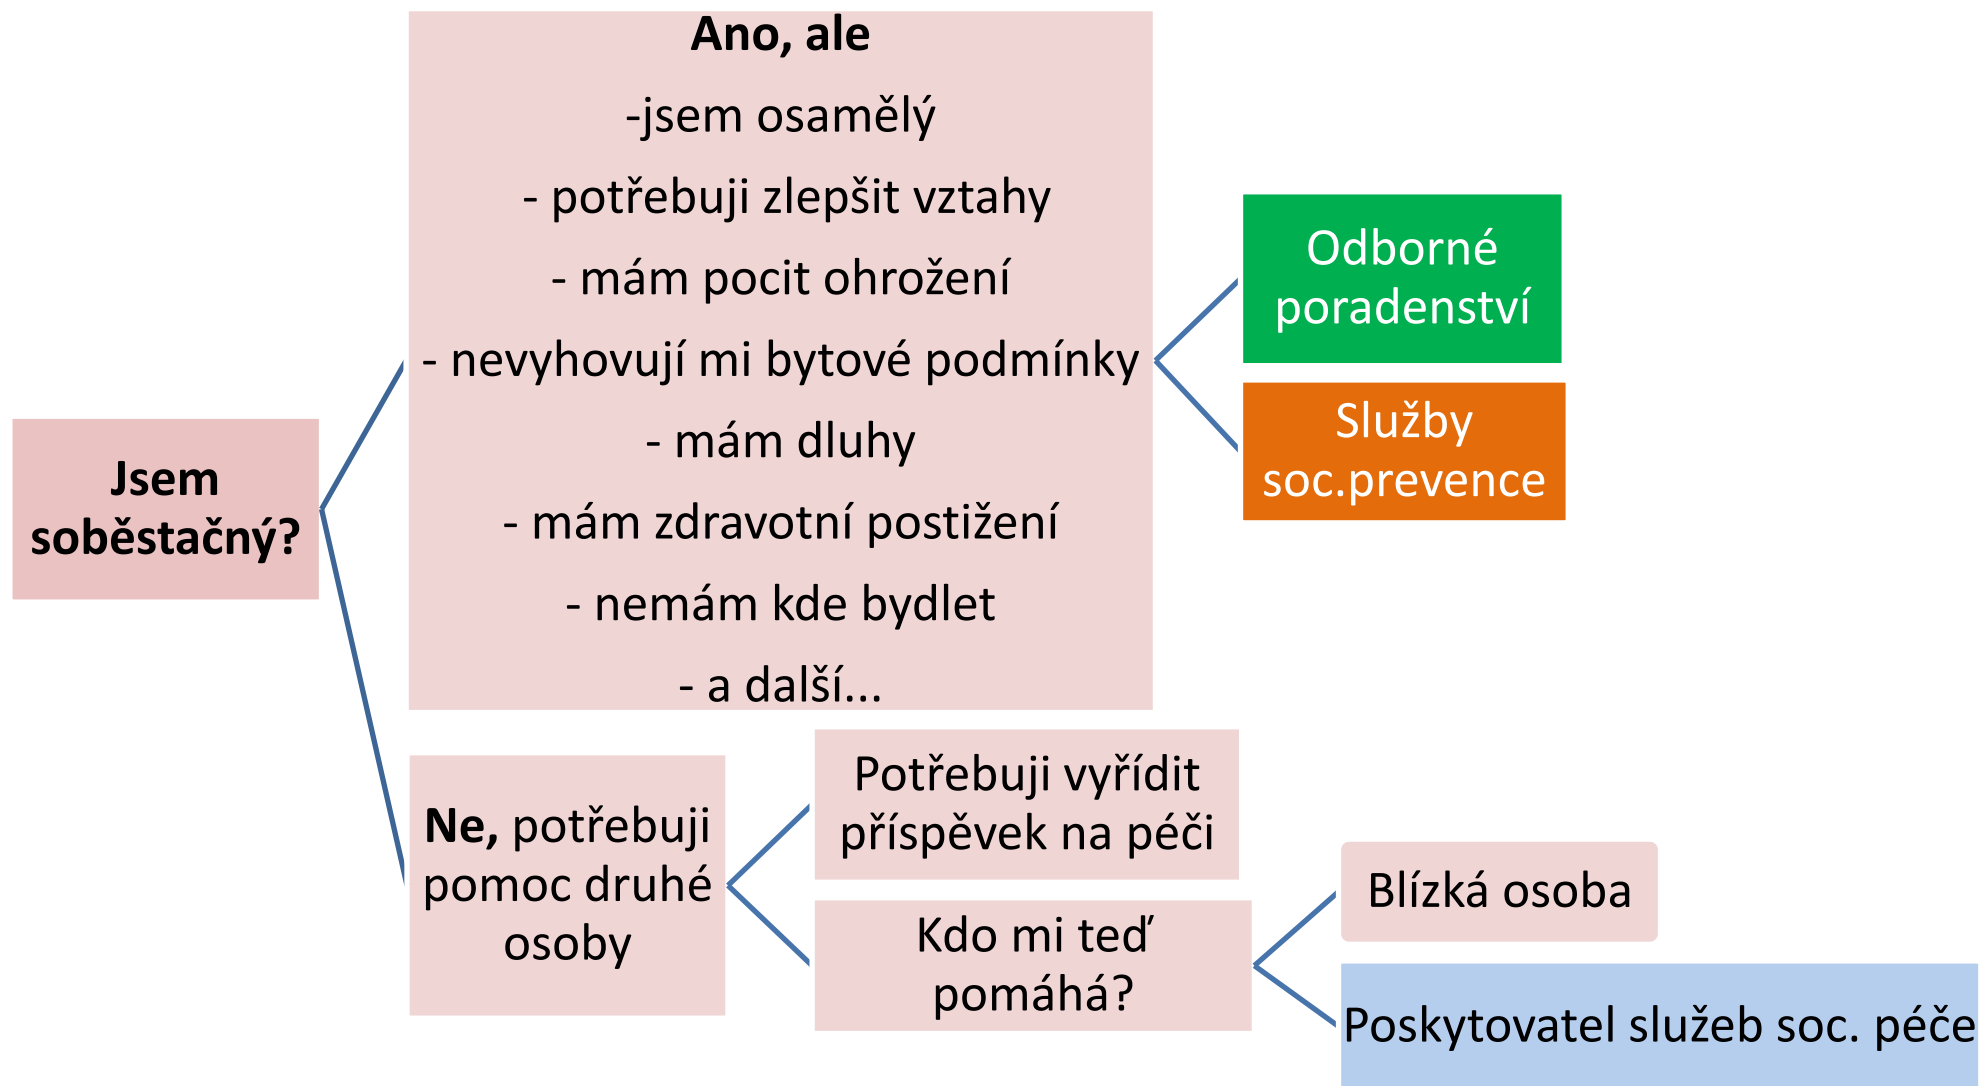 Jsem
soběstačný?
Ano, ale
-jsem osamělý
- potřebuji zlepšit vztahy
- mám pocit ohrožení
- nevyhovují mi bytové podmínky
- mám dluhy
- mám zdravotní postižení
- nemám kde bydlet
- a další...
Odborné
poradenství
Služby
soc.prevence
Ne, potřebuji
pomoc druhé
osoby
Potřebuji vyřídit
příspěvek na péči
Kdo mi teď
pomáhá?
Blízká osoba
Poskytovatel služeb soc. péče